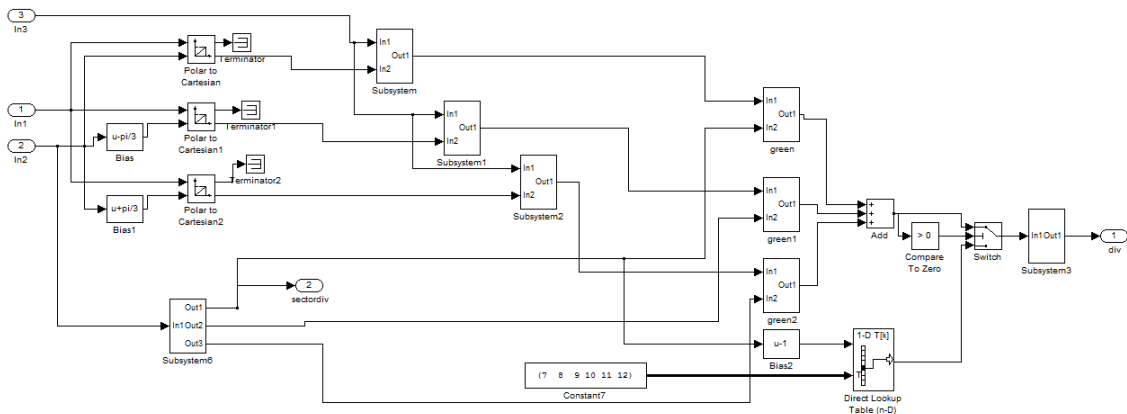 3
In3
Polar to
Cartesian
Terminator
In1
In2
Out1
Subsystem
1
In1
2
In2
u-pi/3
Bias
Polar to
Cartesian1
Terminator1
In1
In2
Out1
Subsystem1
u+pi/3
Bias1
Polar to
Cartesian2
Terminator2
In1
In2
Out1
Subsystem2
In1
In2
Out1
green
In1
In2
Out1
green1
In1
In2
Out1
green2
+
+
+
Add
> 0
Compare
To Zero
Switch
In1 Out1
Subsystem3
1
div
2
sectordiv
In1
Out1
Out2
Out3
Subsystem6
u-1
Bias2
(7 8 9 10 11 12)
Constant7
1-D T[k]
T
Direct Lookup
Table (n-D)